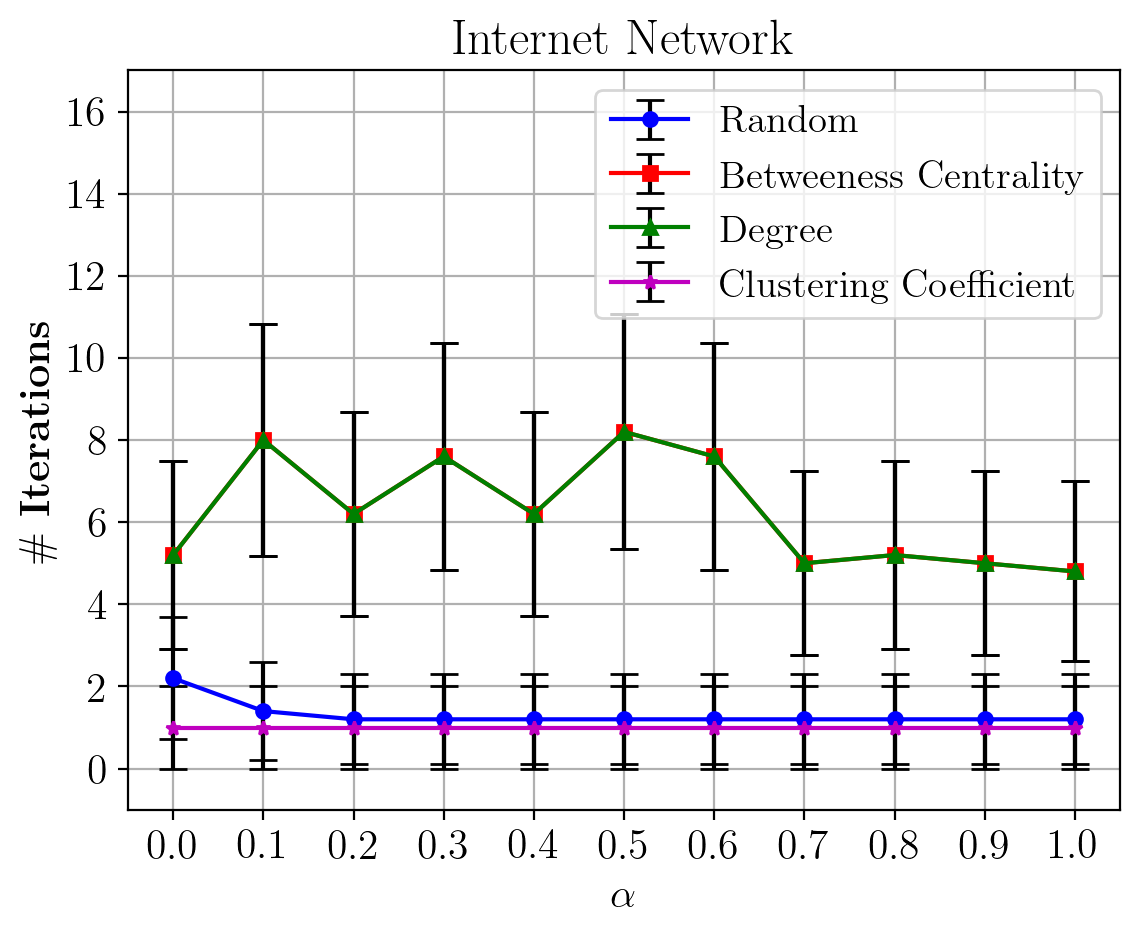 Internet Network
Random
Betweeness Centrality
Degree
Clustering Coefficient
# Iterations
16
14
12
10
8
6
4
2
0
0.0 0.1 0.2 0.3 0.4 0.5 0.6 0.7 0.8 0.9 1.0
α